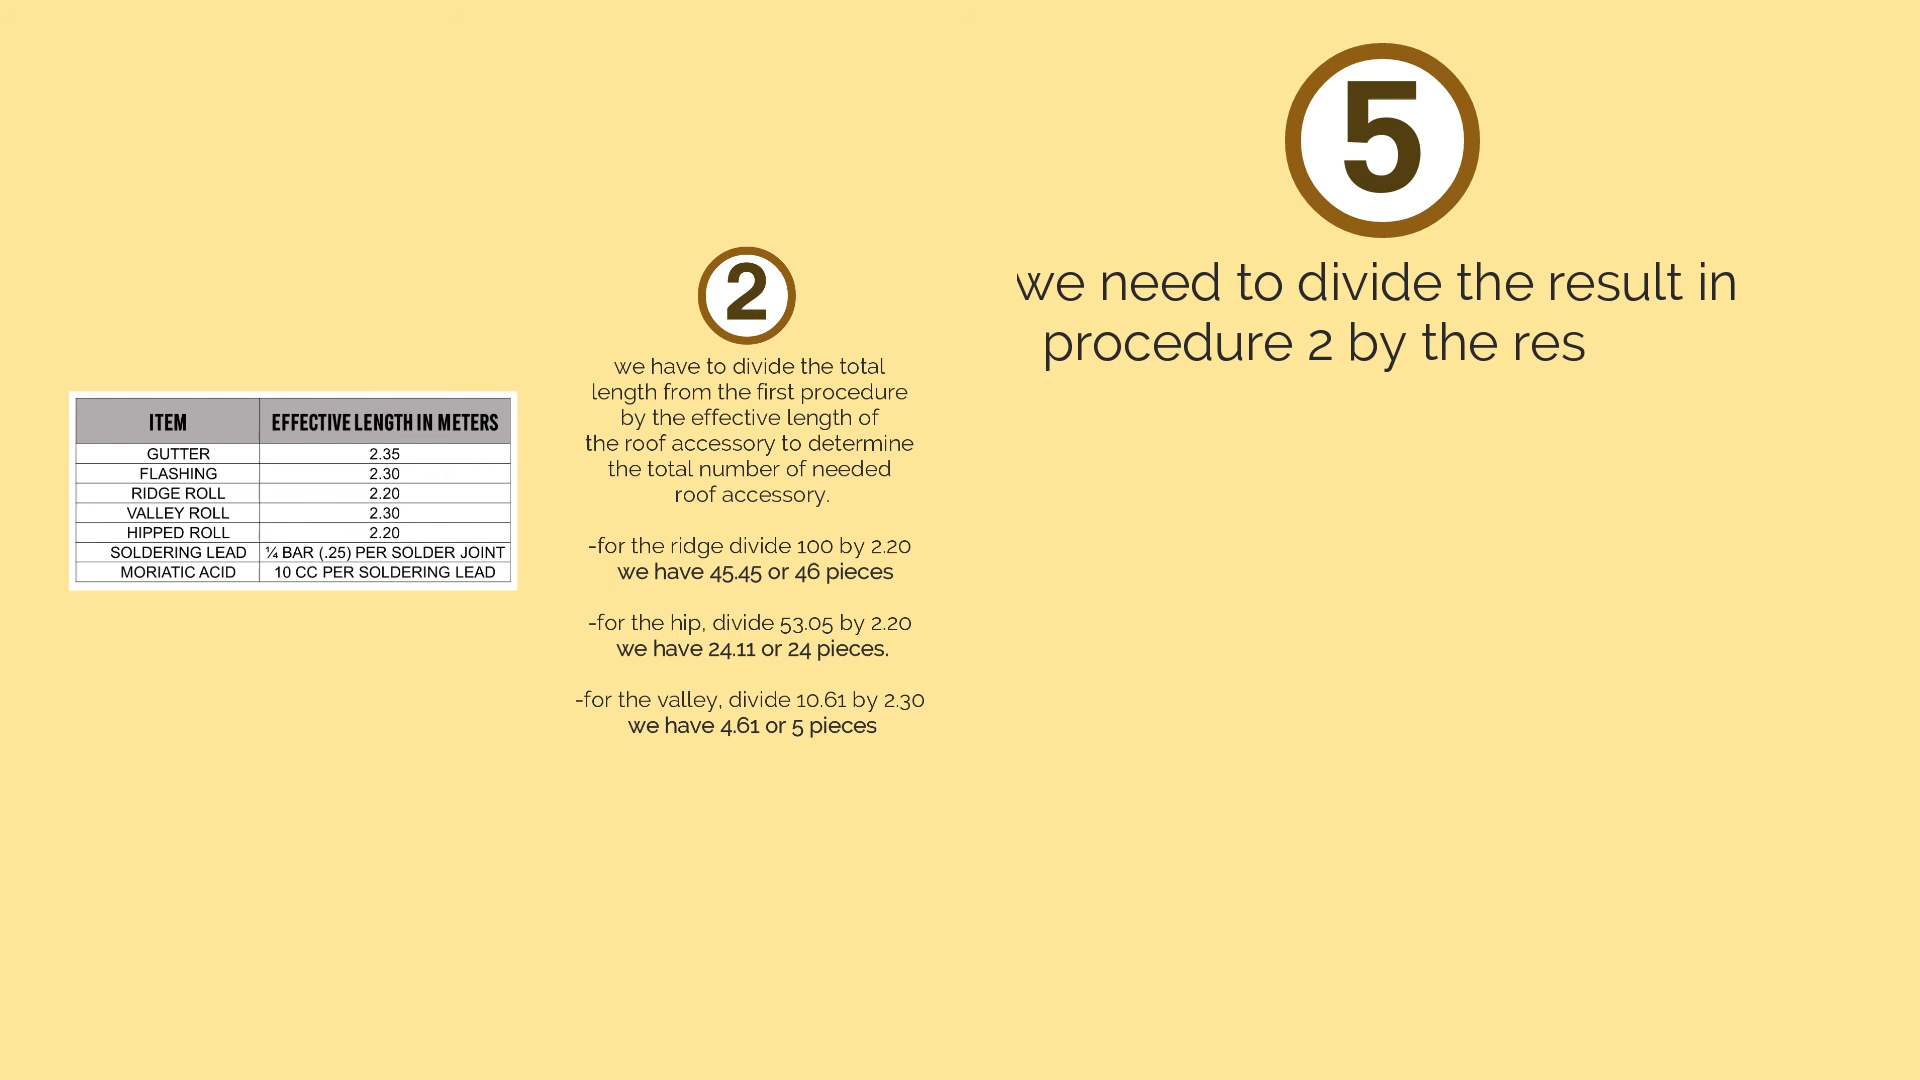 ITEM EFFECTIVE LENGTH IN METERS
GUTTER 2.35
FLASHING 2.30
RIDGE ROLL 2.20
VALLEY ROLL 2.30
HIPPED ROLL 2.20
SOLDERING LEAD ¼ BAR (.25) PER SOLDER JOINT
MORIATIC ACID 10 CC PER SOLDERING LEAD
2
we have to divide the total
length from the first procedure
by the effective length of
the roof accessory to determine
the total number of needed
roof accessory.
-for the ridge divide 100 by 2.20
we have 45.45 or 46 pieces
-for the hip, divide 53.05 by 2.20
we have 24.11 or 24 pieces.
-for the valley, divide 10.61 by 2.30
we have 4.61 or 5 pieces
5
we need to divide the result in
procedure 2 by the res